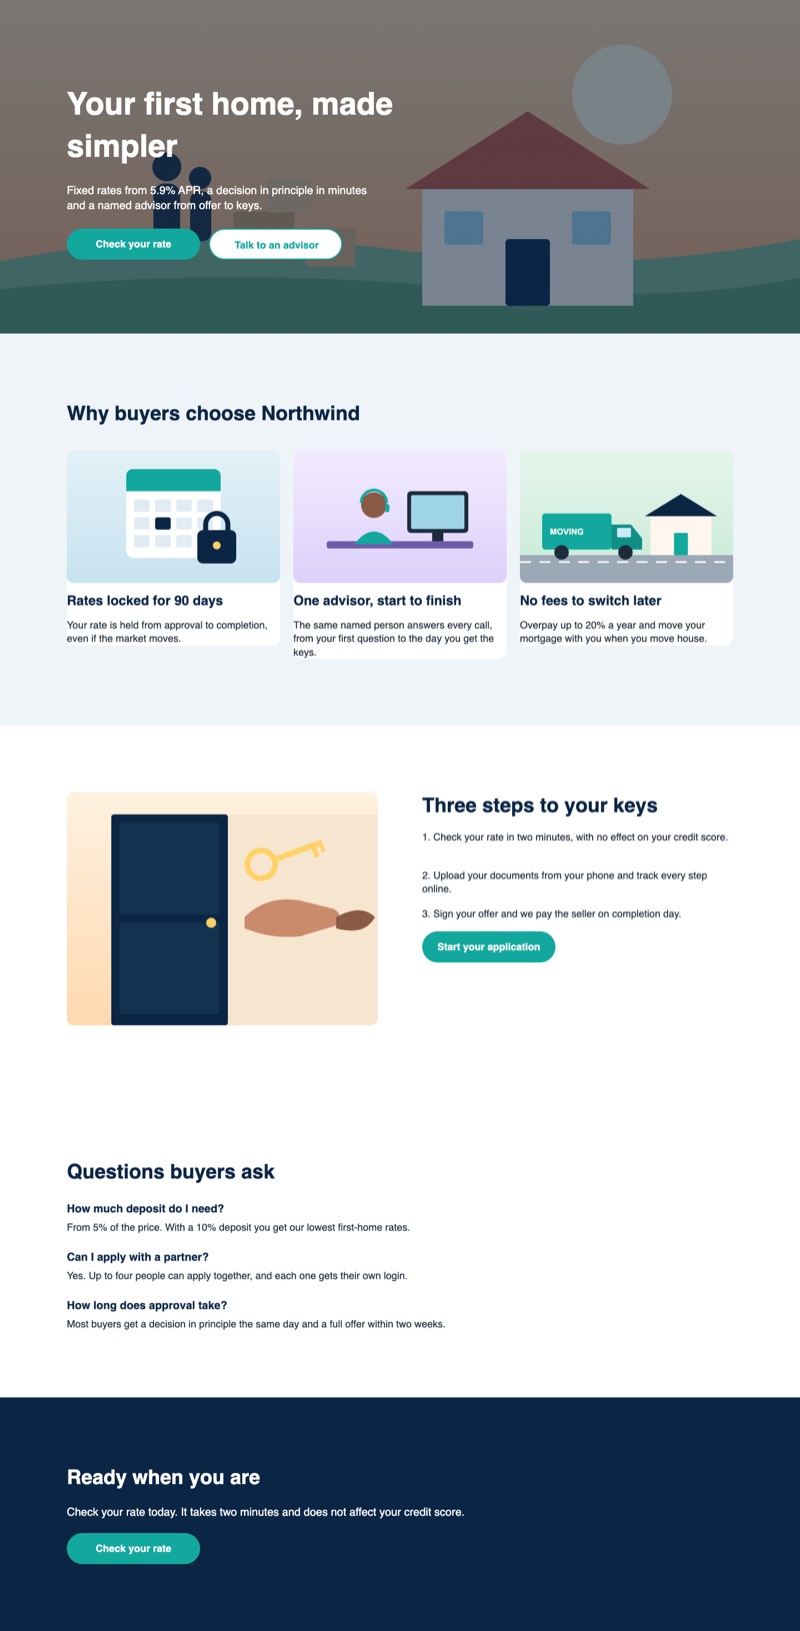 Your first home, made
simpler
Fixed rates from 5.9% APR, a decision in principle in minutes
and a named advisor from offer to keys.
Check your rate
Talk to an advisor
Why buyers choose Northwind
MOVING
Rates locked for 90 days
Your rate is held from approval to completion,
even if the market moves.
One advisor, start to finish
The same named person answers every call,
from your first question to the day you get the
keys.
No fees to switch later
Overpay up to 20% a year and move your
mortgage with you when you move house.
Three steps to your keys
1. Check your rate in two minutes, with no effect on your credit score.
2. Upload your documents from your phone and track every step
online.
3. Sign your offer and we pay the seller on completion day.
Start your application
Questions buyers ask
How much deposit do I need?
From 5% of the price. With a 10% deposit you get our lowest first-home rates.
Can I apply with a partner?
Yes. Up to four people can apply together, and each one gets their own login.
How long does approval take?
Most buyers get a decision in principle the same day and a full offer within two weeks.
Ready when you are
Check your rate today. It takes two minutes and does not affect your credit score.
Check your rate